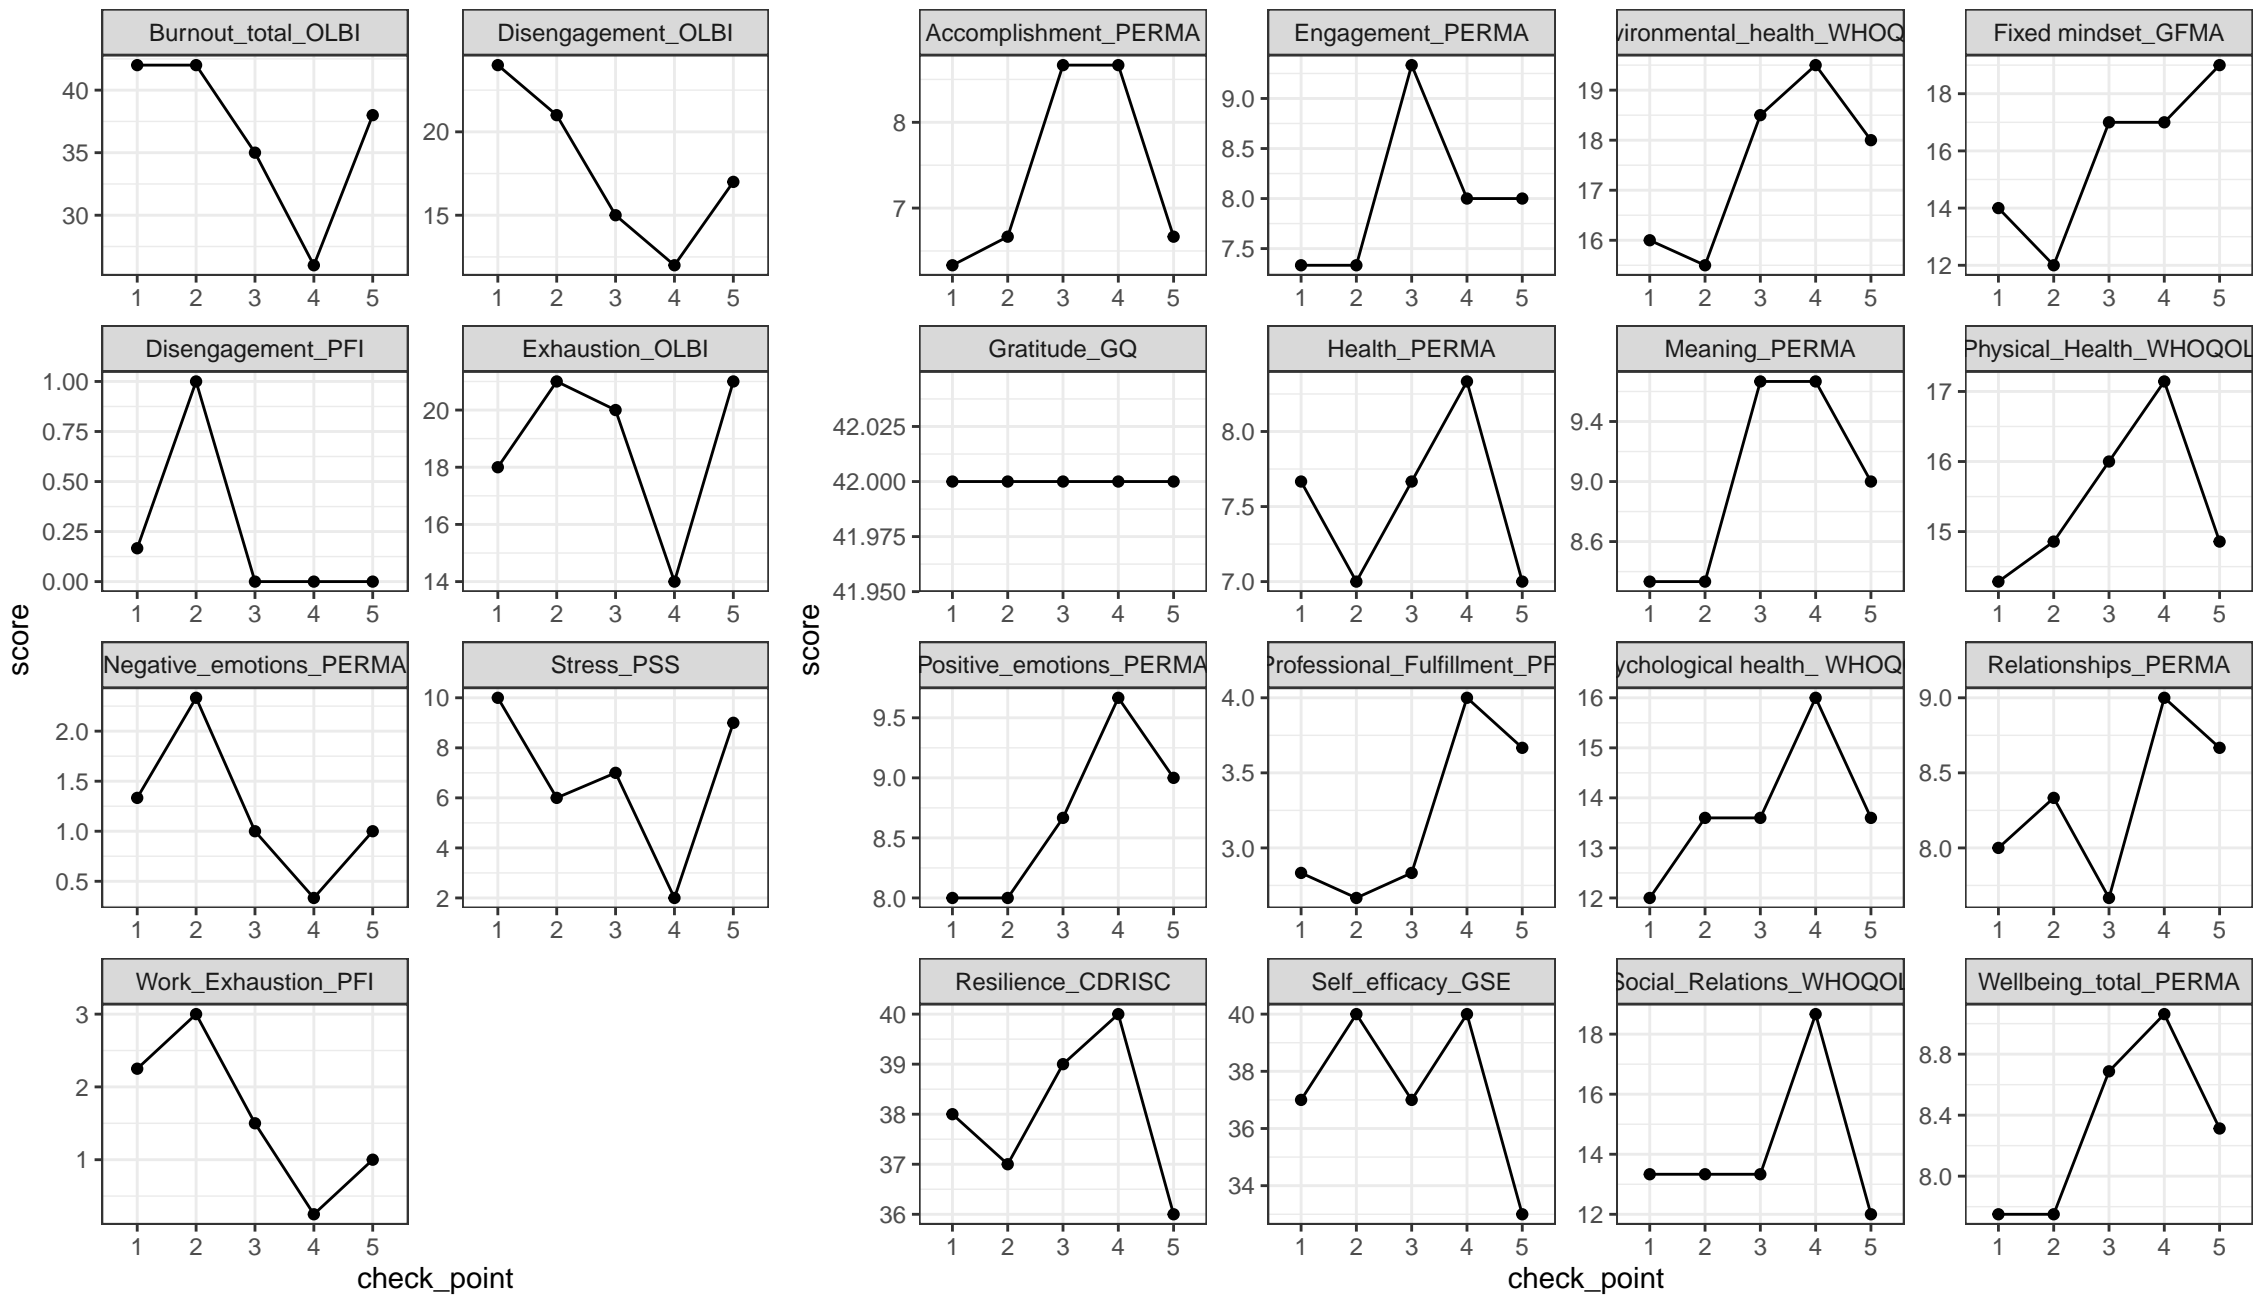 Burnout_total_OLBI
Disengagement_OLBI
40
35
30
20
15
1 2 3 4 5
1 2 3 4 5
Disengagement_PFI
Exhaustion_OLBI
1.00
0.75
0.50
0.25
0.00
20
18
16
14
1 2 3 4 5
1 2 3 4 5
Negative_emotions_PERMA
Stress_PSS
2.0
1.5
1.0
0.5
10
8
6
4
2
1 2 3 4 5
1 2 3 4 5
Work_Exhaustion_PFI
3
2
1
1 2 3 4 5
score
check_point
Accomplishment_PERMA
Engagement_PERMA
vironmental_health_WHOQ
Fixed mindset_GFMA
8
7
9.0
8.5
8.0
7.5
19
18
17
16
18
16
14
12
1 2 3 4 5
1 2 3 4 5
1 2 3 4 5
1 2 3 4 5
Gratitude_GQ
Health_PERMA
Meaning_PERMA
Physical_Health_WHOQOL
42.025
42.000
41.975
41.950
8.0
7.5
7.0
9.4
9.0
8.6
17
16
15
1 2 3 4 5
1 2 3 4 5
1 2 3 4 5
1 2 3 4 5
Positive_emotions_PERMA
Professional_Fulfillment_PF
ychological health_ WHOQ
Relationships_PERMA
9.5
9.0
8.5
8.0
4.0
3.5
3.0
16
15
14
13
12
9.0
8.5
8.0
1 2 3 4 5
1 2 3 4 5
1 2 3 4 5
1 2 3 4 5
Resilience_CDRISC
Self_efficacy_GSE
Social_Relations_WHOQOL
Wellbeing_total_PERMA
40
39
38
37
36
40
38
36
34
18
16
14
12
8.8
8.4
8.0
1 2 3 4 5
1 2 3 4 5
1 2 3 4 5
1 2 3 4 5
score
check_point